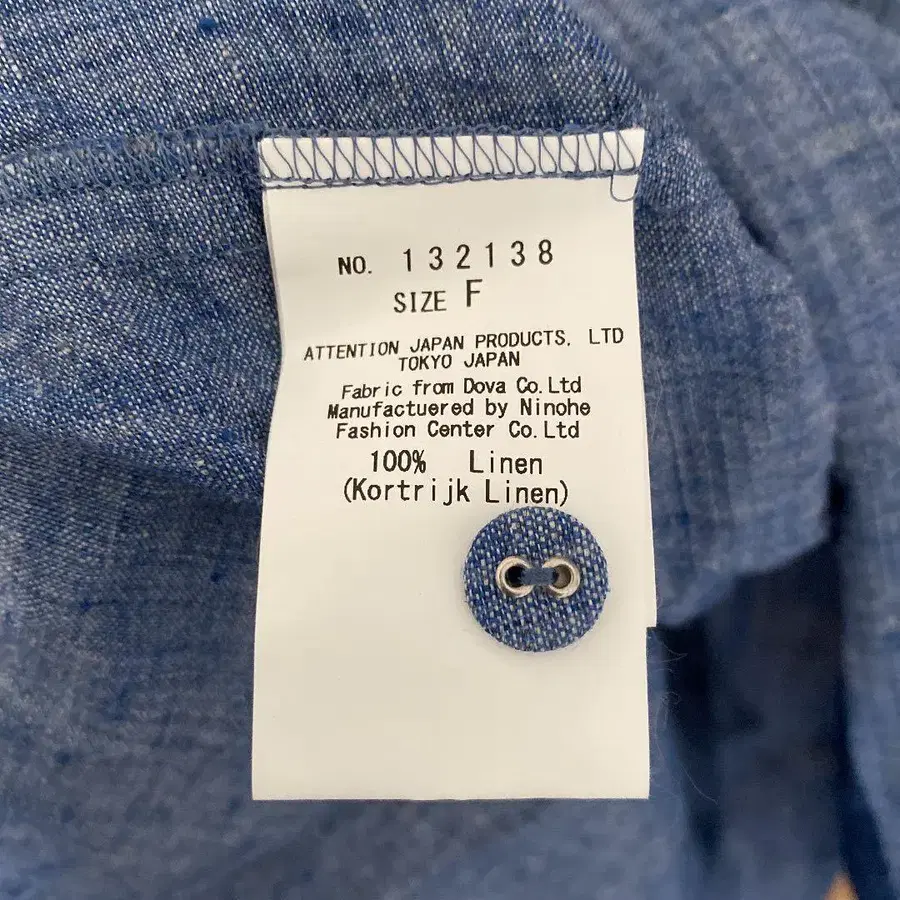 NO. 132138
SIZE F
ATTENTION JAPAN PRODUCTS, LTD
TOKYO JAPAN
Fabric from Dova Co.Ltd
Manufactuered by Ninohe
Fashion Center Co.Ltd
100% Linen
(Kortrijk Linen)